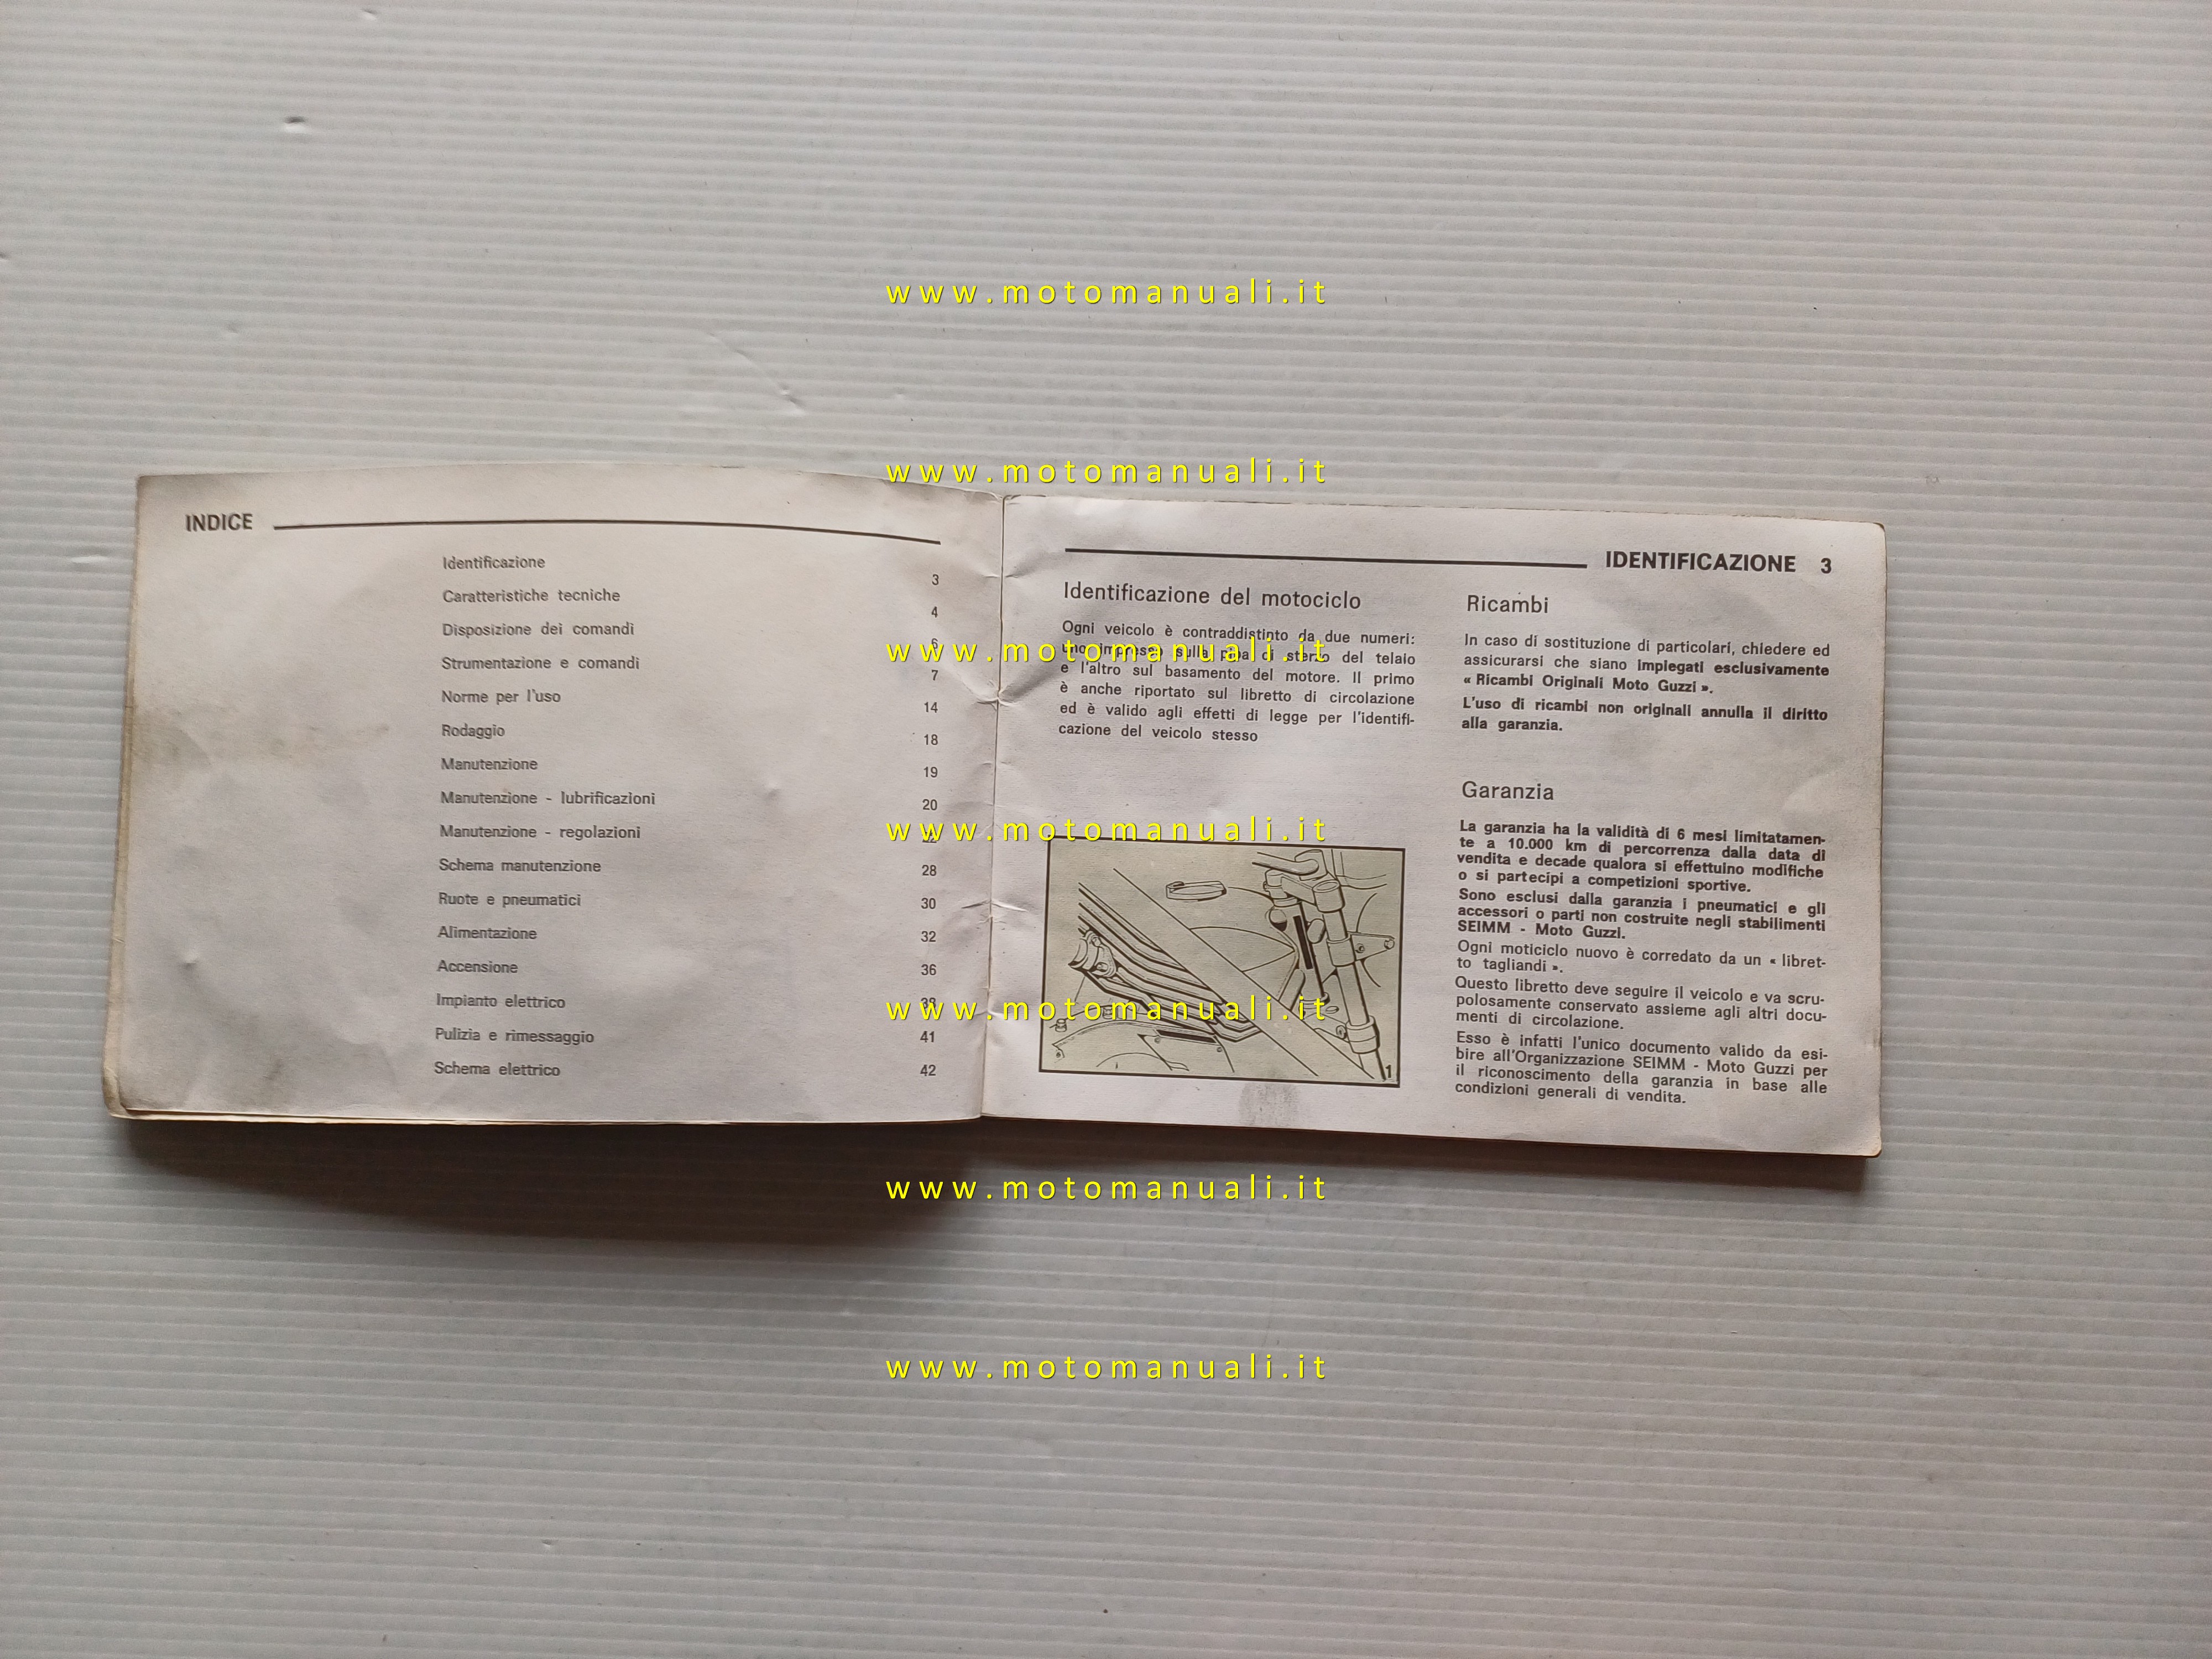 www.motomanuali.it
www.motomanuali.it
INDICE
Identificazione 3
Caratteristiche tecniche 4
Disposizione dei comandi 6
Strumentazione e comandi 7
Norme per l'uso 14
Rodaggio 18
Manutenzione 19
Manutenzione - lubrificazioni 20
Manutenzione - regolazioni
Schema manutenzione 28
Ruote e pneumatici 30
Alimentazione 32
Accensione 36
Impianto elettrico 38
Pulizia e rimessaggio 41
Schema elettrico 42
IDENTIFICAZIONE 3
Identificazione del motociclo
Ogni veicolo è contraddistinto da due numeri:
uno impresso sulla pipa di sterzo del telaio
e l'altro sul basamento del motore. Il primo
è anche riportato sul libretto di circolazione
ed è valido agli effetti di legge per l'identifi-
cazione del veicolo stesso
1
Ricambi
In caso di sostituzione di particolari, chiedere ed
assicurarsi che siano impiegati esclusivamente
« Ricambi Originali Moto Guzzi ».
L'uso di ricambi non originali annulla il diritto
alla garanzia.
Garanzia
La garanzia ha la validità di 6 mesi limitatamen-
te a 10.000 km di percorrenza dalla data di
vendita e decade qualora si effettuino modifiche
o si partecipi a competizioni sportive.
Sono esclusi dalla garanzia i pneumatici e gli
accessori o parti non costruite negli stabilimenti
SEIMM - Moto Guzzi.
Ogni moticiclo nuovo è corredato da un « libret-
to tagliandi ».
Questo libretto deve seguire il veicolo e va scru-
polosamente conservato assieme agli altri docu-
menti di circolazione.
Esso è infatti l'unico documento valido da esi-
bire all'Organizzazione SEIMM - Moto Guzzi per
il riconoscimento della garanzia in base alle
condizioni generali di vendita.
www.motomanuali.it
www.motomanuali.it
www.motomanuali.it
www.motomanuali.it
www.motomanuali.it